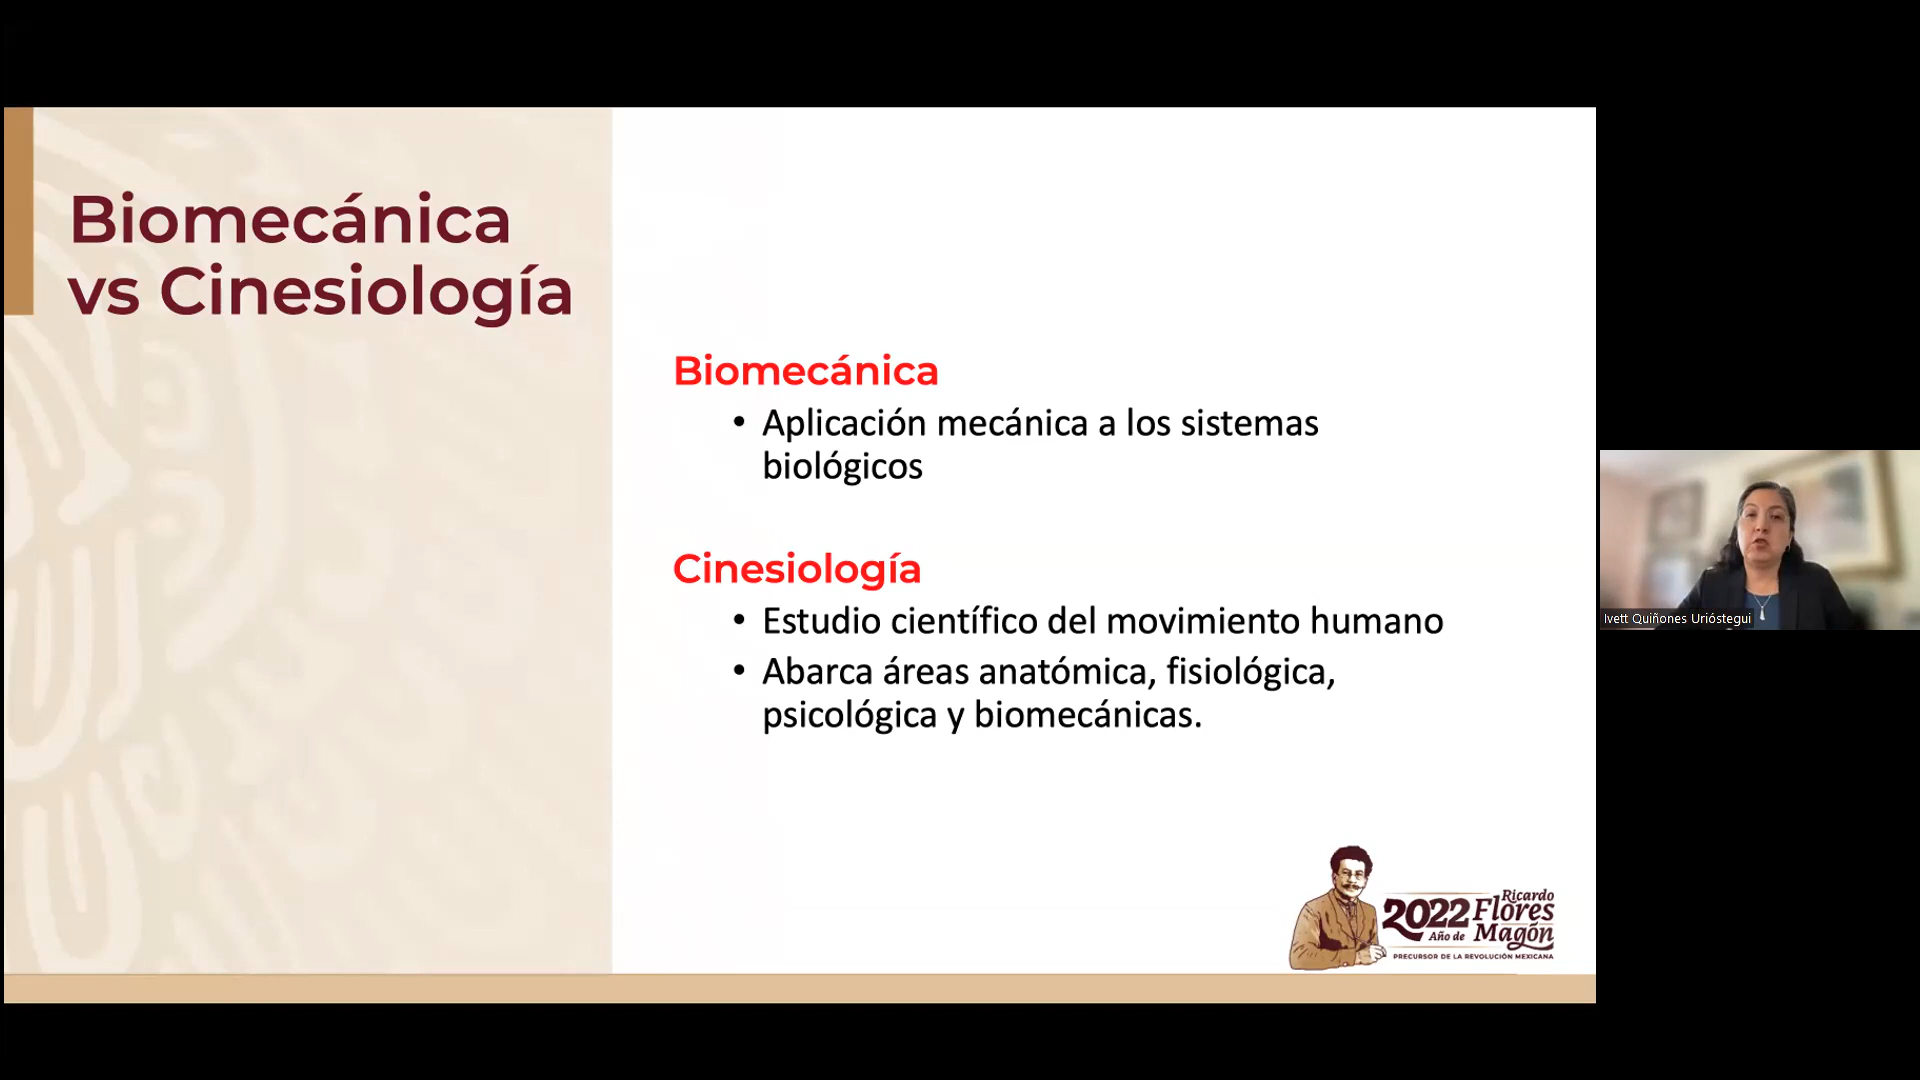 Biomecánica
vs Cinesiología
Biomecánica
• Aplicación mecánica a los sistemas
biológicos
Cinesiología
• Estudio científico del movimiento humano
• Abarca áreas anatómica, fisiológica,
psicológica y biomecánicas.
2022 Ricardo
Año de Flores
Magón
PRECURSOR DE LA REVOLUCIÓN MEXICANA
Ivett Quiñones Urióstegui